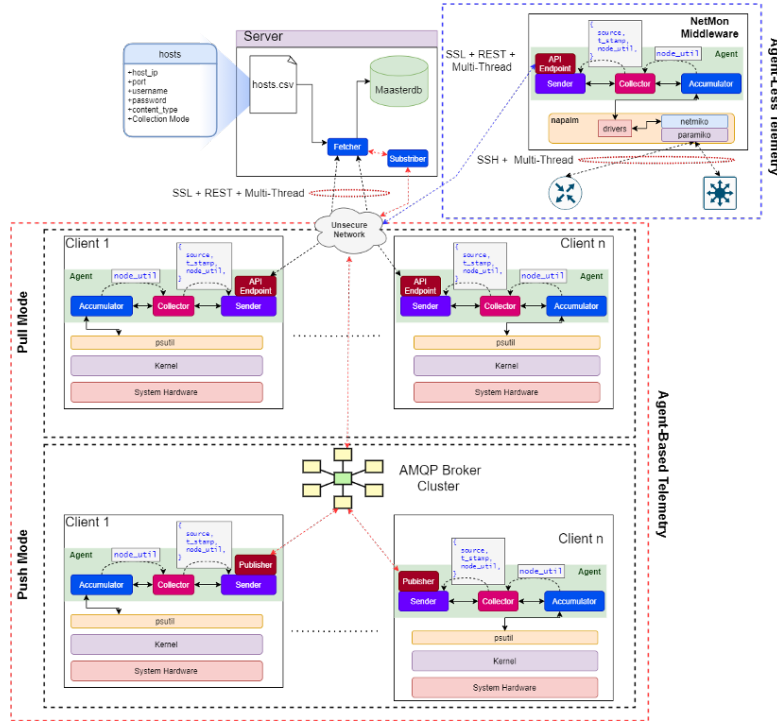 hosts
+host_ip
+port
+username
+password
+content_type
+Collection Mode
Server
hosts.csv
Maasterdb
Fetcher
Substriber
SSL + REST + Multi-Thread
Unsecure
Network
SSL + REST +
Multi-Thread
NetMon
Middleware
{
source,
t_stamp,
node_util,
}
node_util
Agent
API
Endpoint
Sender
Collector
Accumulator
napalm
drivers
netmiko
paramiko
SSH + Multi-Thread
Agent-Less Telemetry
Pull Mode
Client 1
{
source,
t_stamp,
node_util,
}
Agent
node_util
API
Endpoint
Accumulator
Collector
Sender
psutil
Kernel
System Hardware
Client n
{
source,
t_stamp,
node_util,
}
node_util
Agent
API
Endpoint
Sender
Collector
Accumulator
psutil
Kernel
System Hardware
Agent-Based Telemetry
Push Mode
AMQP Broker
Cluster
Client 1
{
source,
t_stamp,
node_util,
}
Agent
node_util
Publisher
Accumulator
Collector
Sender
psutil
Kernel
System Hardware
Client n
{
source,
t_stamp,
node_util,
}
node_util
Agent
Publisher
Sender
Collector
Accumulator
psutil
Kernel
System Hardware